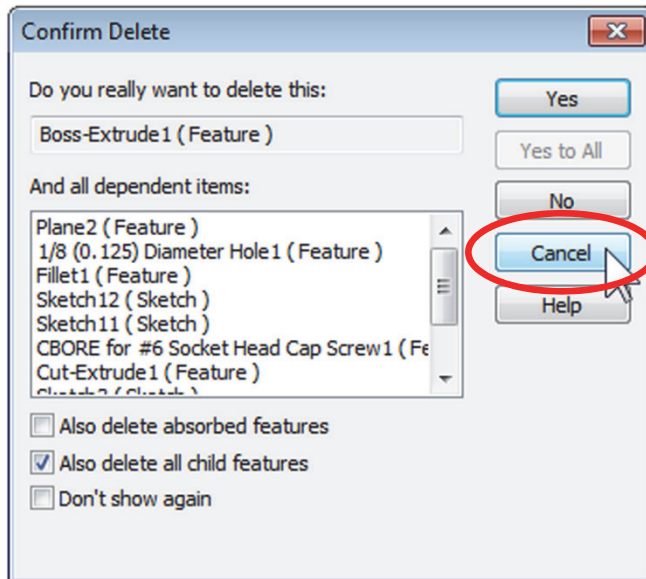 Confirm Delete
Do you really want to delete this:
Boss-Extrude1 ( Feature )
And all dependent items:
Plane2 ( Feature )
1/8 (0.125) Diameter Hole1 ( Feature )
Fillet1 ( Feature )
Sketch12 ( Sketch )
Sketch11 ( Sketch )
CBORE for #6 Socket Head Cap Screw1 ( Fe
Cut-Extrude1 ( Feature )
Also delete absorbed features
Also delete all child features
Don't show again
Yes
Yes to All
No
Cancel
Help